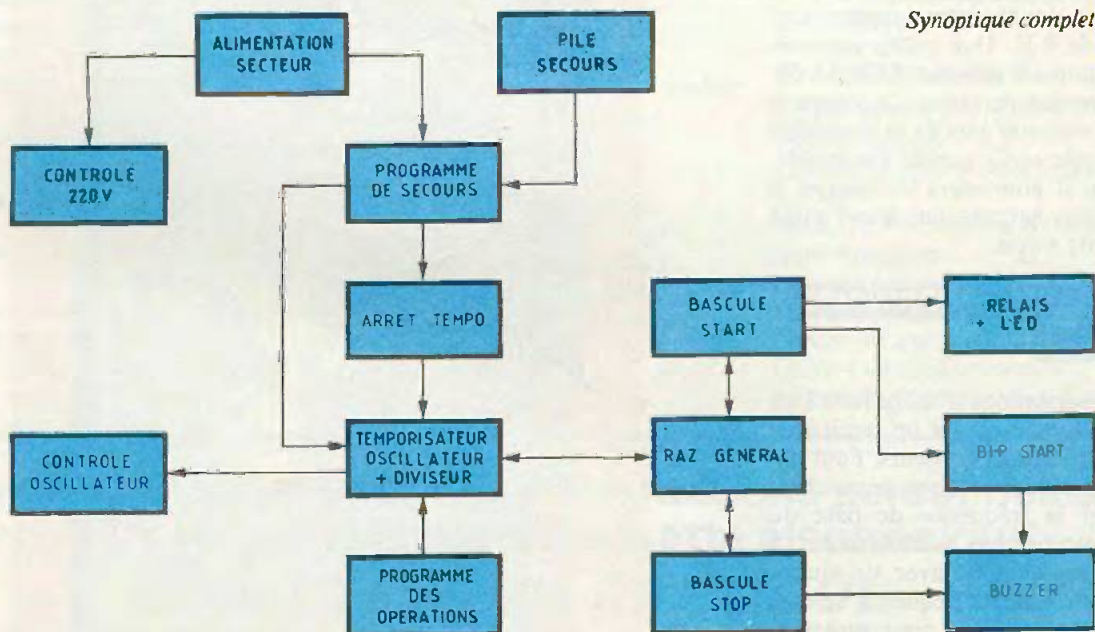 Synoptique complet
ALIMENTATION
SECTEUR
PILE
SECOURS
CONTROLE
220.V
PROGRAMME
DE SECOURS
ARRET TEMPO
BASCULE
START
RELAIS
+ LED
CONTROLE
OSCILLATEUR
TEMPORISATEUR
OSCILLATEUR
+ DIVISEUR
RAZ GENERAL
BI-P START
PROGRAMME
DES
OPERATIONS
BASCULE
STOP
BUZZER